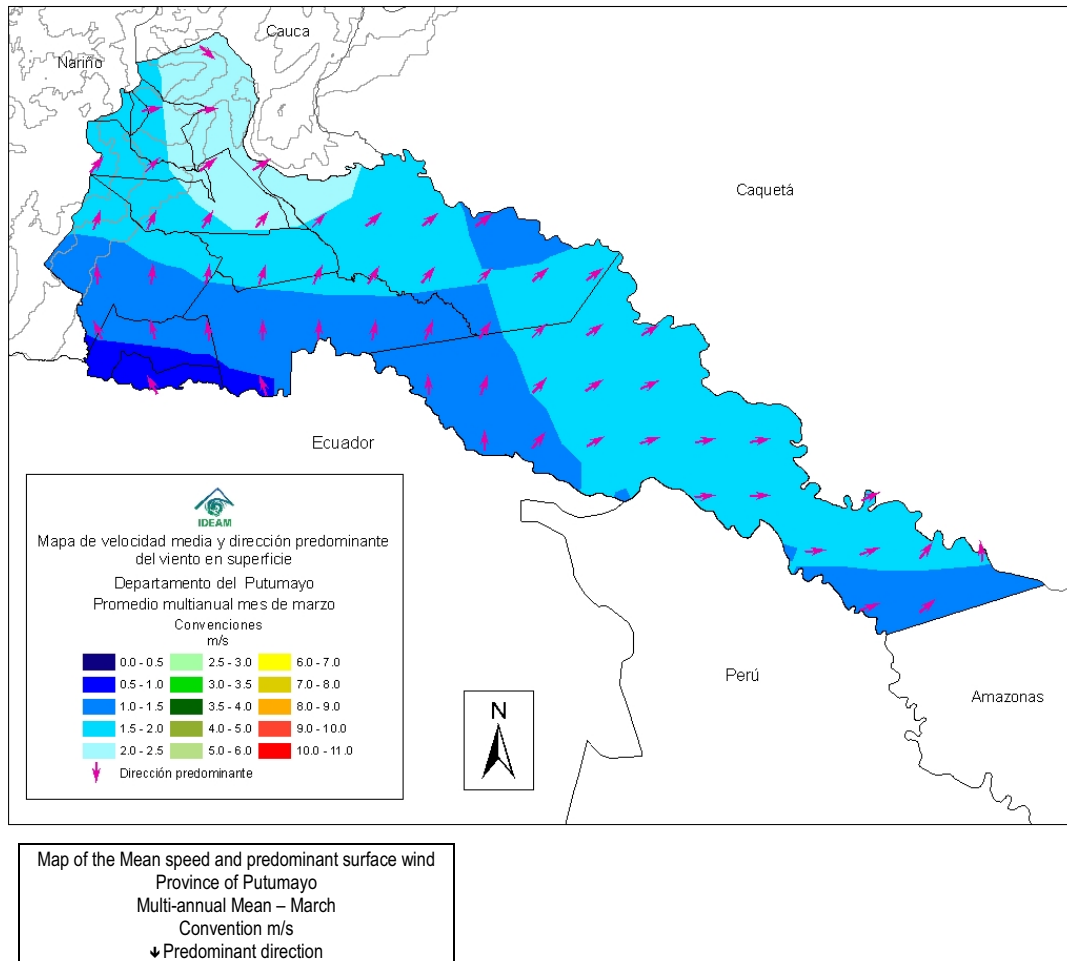 Cauca
Nariño
Caquetá
Ecuador
IDEAM
Mapa de velocidad media y dirección predominante
del viento en superficie
Departamento del Putumayo
Promedio multianual mes de marzo
Convenciones
m/s
0.0 - 0.5 2.5 - 3.0 6.0 - 7.0
0.5 - 1.0 3.0 - 3.5 7.0 - 8.0
1.0 - 1.5 3.5 - 4.0 8.0 - 9.0
1.5 - 2.0 4.0 - 5.0 9.0 - 10.0
2.0 - 2.5 5.0 - 6.0 10.0 - 11.0
Dirección predominante
N
Perú
Amazonas
Map of the Mean speed and predominant surface wind
Province of Putumayo
Multi-annual Mean – March
Convention m/s
Predominant direction